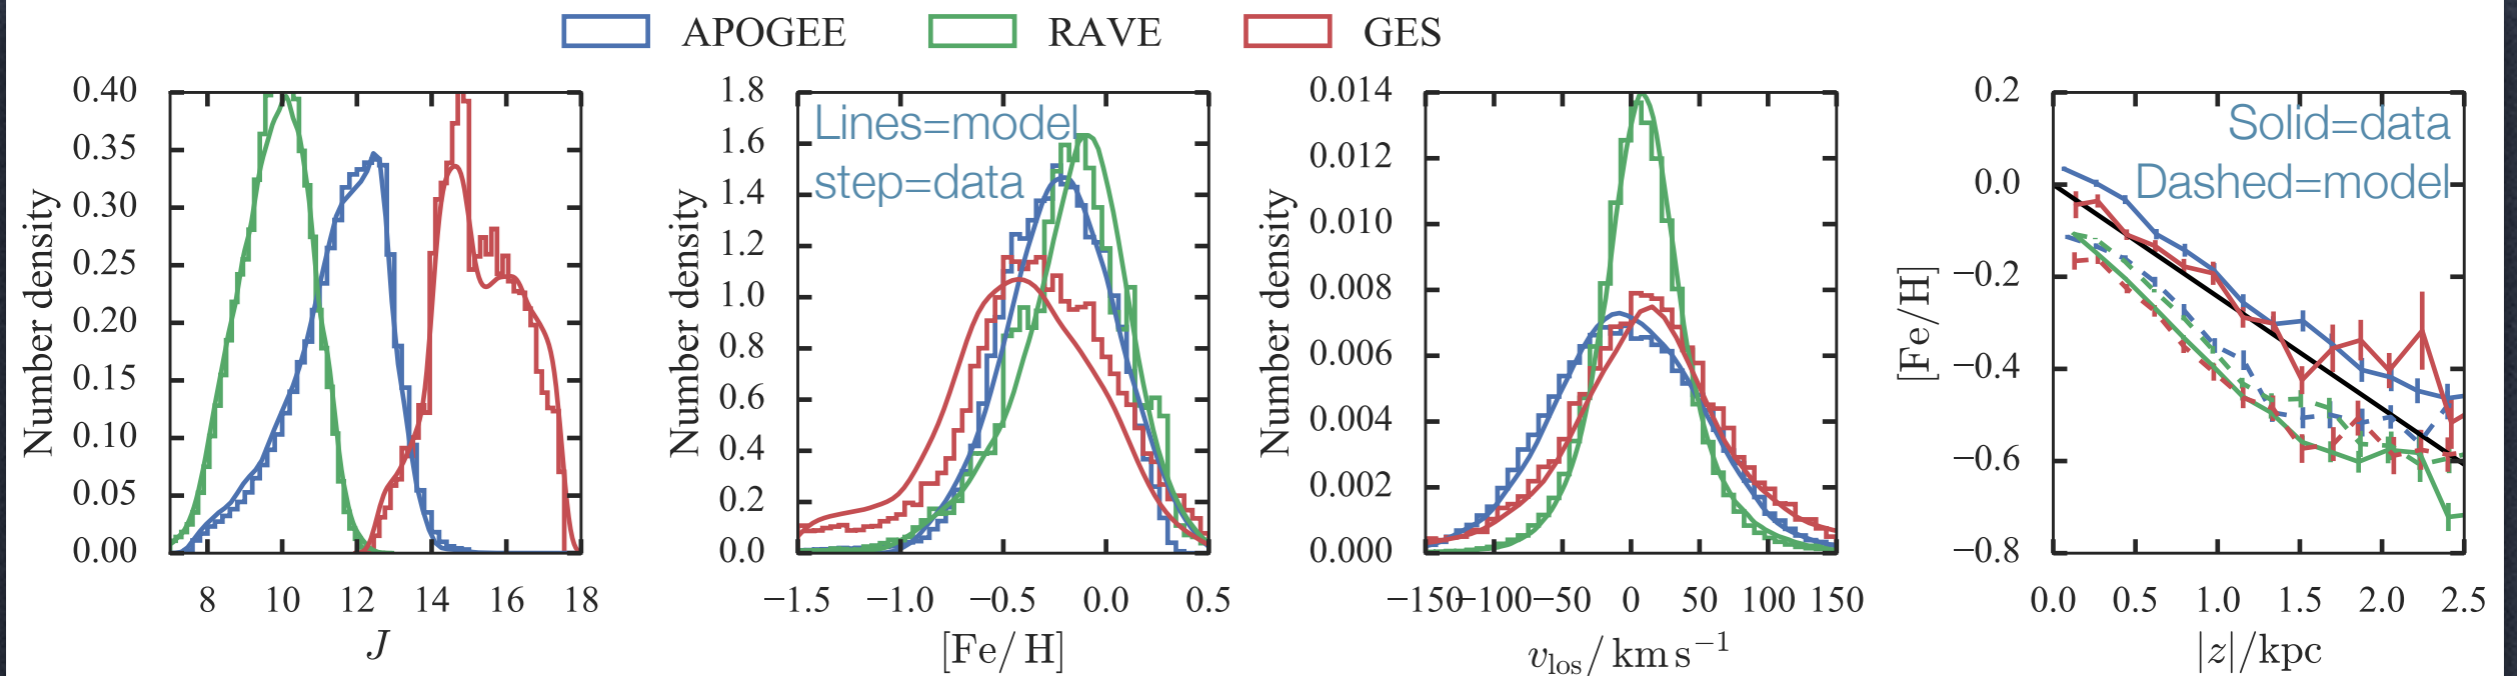 APOGEE RAVE GES
Number density
0.40
0.35
0.30
0.25
0.20
0.15
0.10
0.05
0.00
8 10 12 14 16 18
J
Number density
1.8
1.6
1.4
1.2
1.0
0.8
0.6
0.4
0.2
0.0
Lines=model
step=data
−1.5 −1.0 −0.5 0.0 0.5
[Fe/H]
Number density
0.014
0.012
0.010
0.008
0.006
0.004
0.002
0.000
−150 −100 −50 0 50 100 150
v_los/km s⁻¹
[Fe/H]
0.2
0.0
−0.2
−0.4
−0.6
−0.8
Solid=data
Dashed=model
0.0 0.5 1.0 1.5 2.0 2.5
|z|/kpc